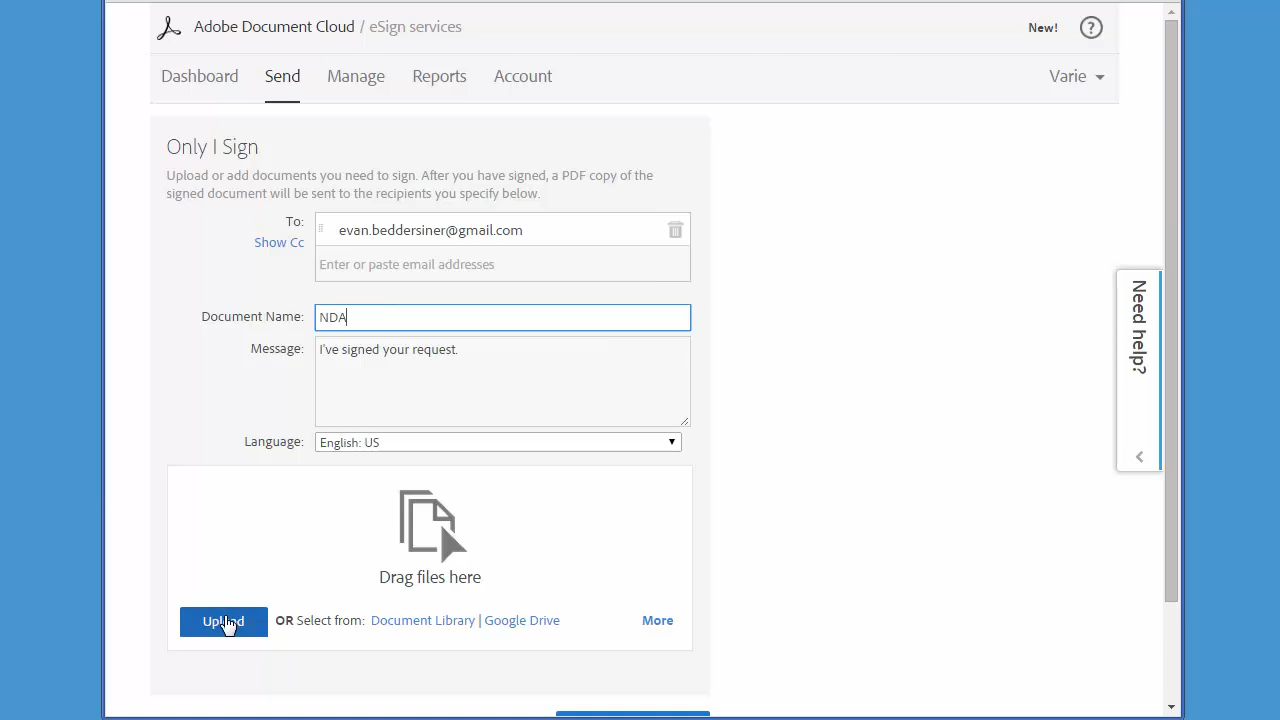 Adobe Document Cloud / eSign services
New! ?
Dashboard Send Manage Reports Account Varie
Only I Sign
Upload or add documents you need to sign. After you have signed, a PDF copy of the
signed document will be sent to the recipients you specify below.
To: evan.beddersiner@gmail.com
Show Cc
Enter or paste email addresses
Document Name: NDA
Message: I've signed your request.
Language: English: US
Drag files here
Upload OR Select from: Document Library | Google Drive More
Need help?